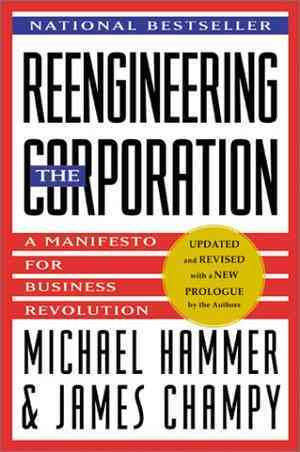 NATIONAL BESTSELLER
REENGINEERING
THE
CORPORATION
A MANIFESTO
FOR
BUSINESS
REVOLUTION
UPDATED
and REVISED
with a NEW
PROLOGUE
by the Authors
MICHAEL HAMMER
& JAMES CHAMPY